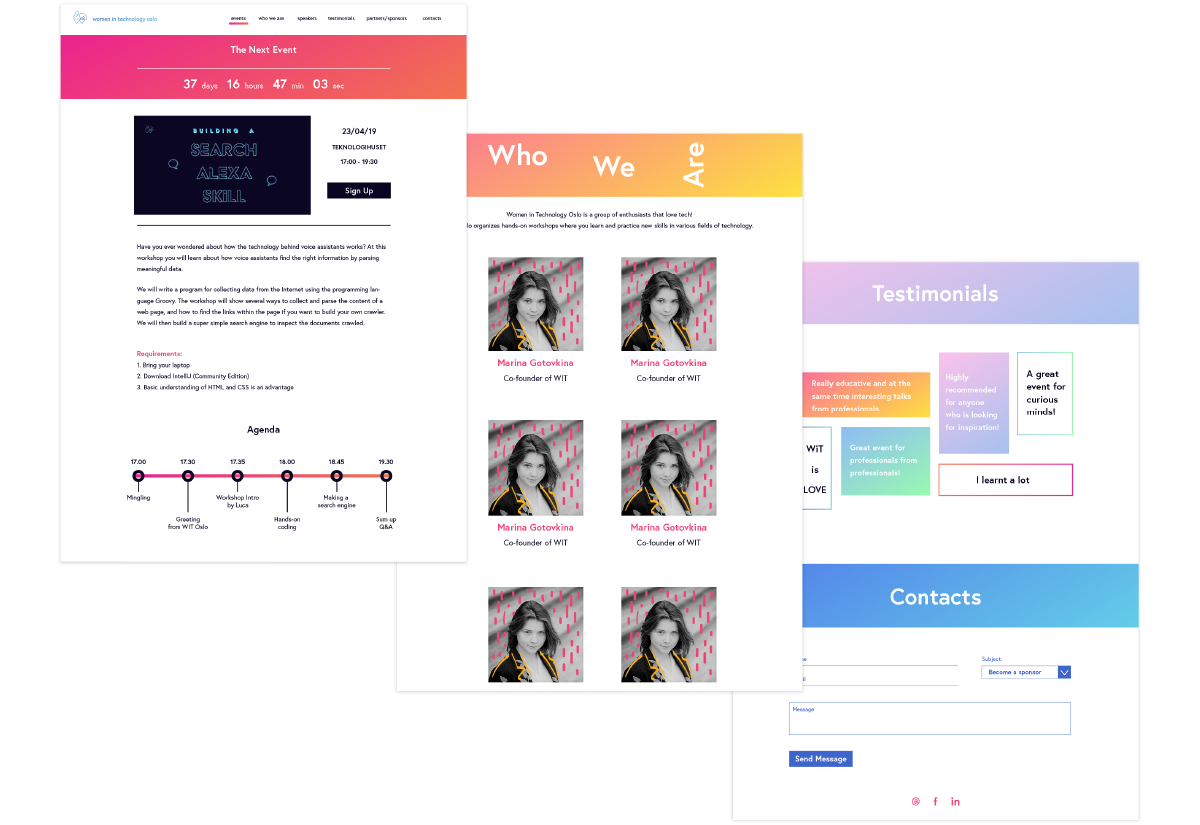 women in technology oslo
events who we are speakers testimonials partners/sponsors contacts
The Next Event
37 days 16 hours 47 min 03 sec
BUILDING A
SEARCH
ALEXA
SKiLL
23/04/19
TEKNOLOGIHUSET
17:00 - 19:30
Sign Up
Have you ever wondered about how the technology behind voice assistants works? At this
workshop you will learn about how voice assistants find the right information by parsing
meaningful data.
We will write a program for collecting data from the Internet using the programming lan-
guage Groovy. The workshop will show several ways to collect and parse the content of a
web page, and how to find the links within the page if you want to build your own crawler.
We will then build a super simple search engine to inspect the documents crawled.
Requirements:
1. Bring your laptop
2. Download IntelliJ (Community Edition)
3. Basic understanding of HTML and CSS is an advantage
Agenda
17.00 17.30 17.35 18.00 18.45 19.30
Mingling
Greeting
from WIT Oslo
Workshop Intro
by Luca
Hands-on
coding
Making a
search engine
Sum up
Q&A
Who We Are
Women in Technology Oslo is a group of enthusiasts that love tech!
lo organizes hands-on workshops where you learn and practice new skills in various fields of technology.
Marina Gotovkina
Co-founder of WIT
Marina Gotovkina
Co-founder of WIT
Marina Gotovkina
Co-founder of WIT
Marina Gotovkina
Co-founder of WIT
Testimonials
Really educative and at the
same time interesting talks
from professionals.
Highly
recommended
for anyone
who is looking
for inspiration!
A great
event for
curious
minds!
WiT
is
LOVE
Great event for
professionals from
professionals!
I learnt a lot
Contacts
Subject:
Become a sponsor
Message
Send Message
@ f in